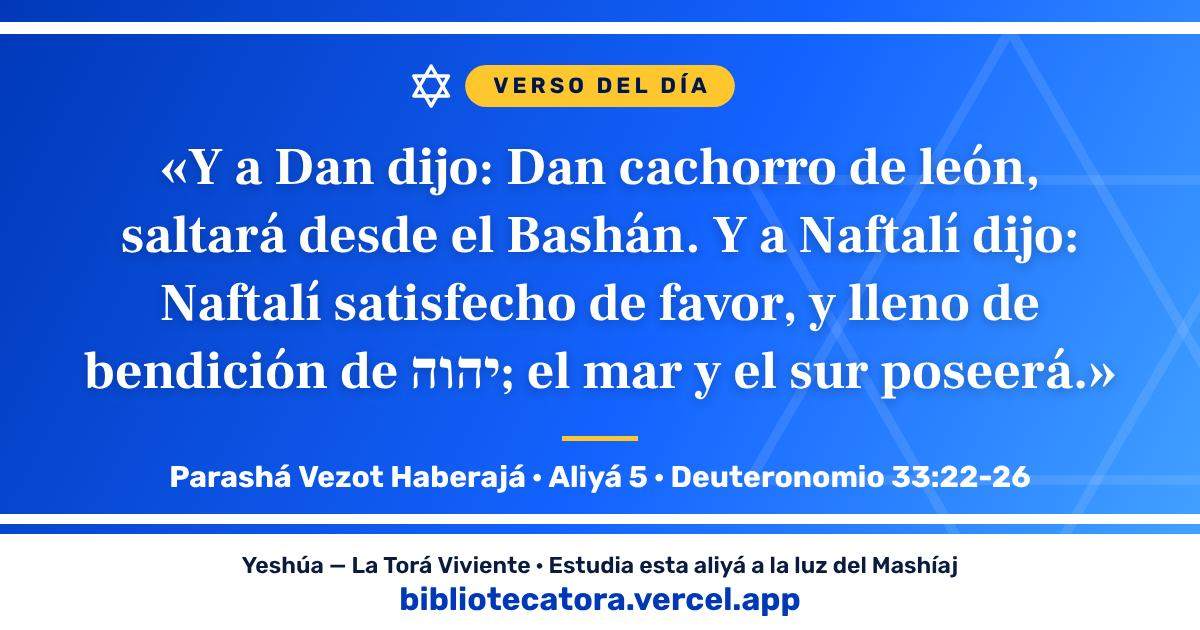 VERSO DEL DÍA
«Y a Dan dijo: Dan cachorro de león,
saltará desde el Bashán. Y a Naftalí dijo:
Naftalí satisfecho de favor, y lleno de
bendición de יהוה; el mar y el sur poseerá.»
Parashá Vezot Haberajá • Aliyá 5 • Deuteronomio 33:22-26
Yeshúa — La Torá Viviente • Estudia esta aliyá a la luz del Mashíaj
bibliotecatora.vercel.app